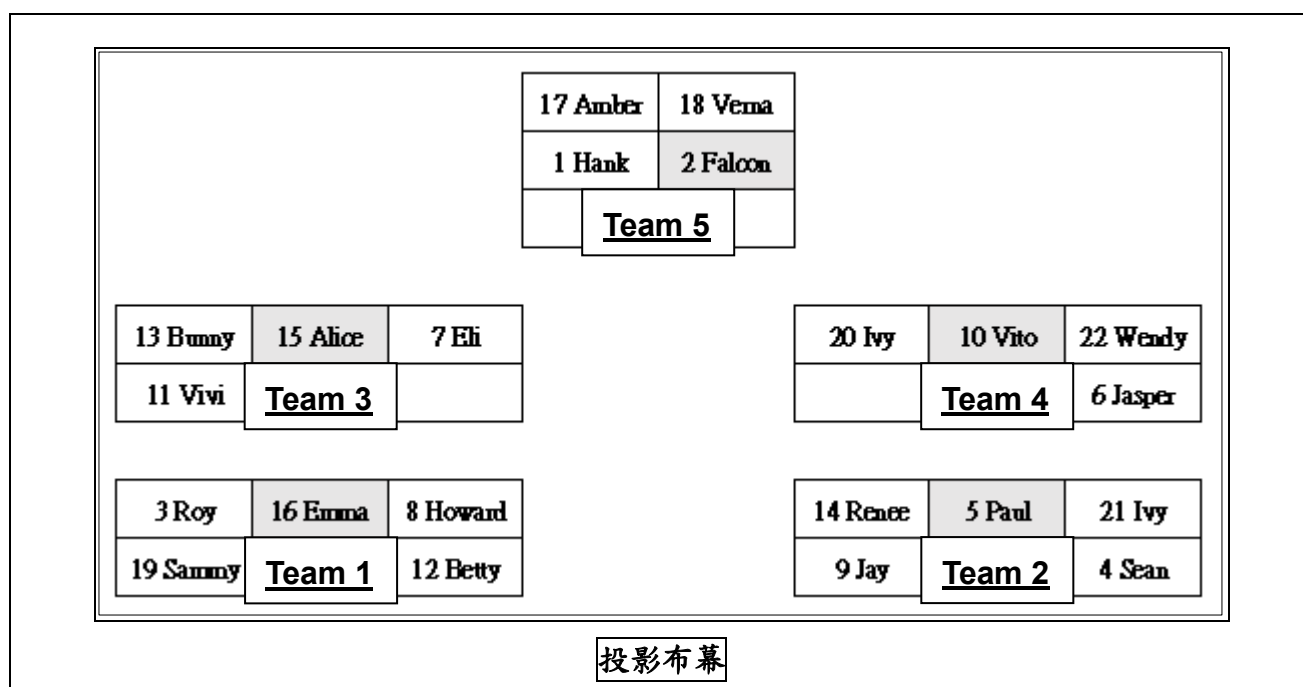 17 Amber 18 Verna
1 Hank 2 Falcon
Team 5
13 Bunny 15 Alice 7 Eli
11 Vivi Team 3
20 Ivy 10 Vito 22 Wendy
Team 4 6 Jasper
3 Roy 16 Emma 8 Howard
19 Sammy Team 1 12 Betty
14 Renee 5 Paul 21 Ivy
9 Jay Team 2 4 Sean
投影布幕